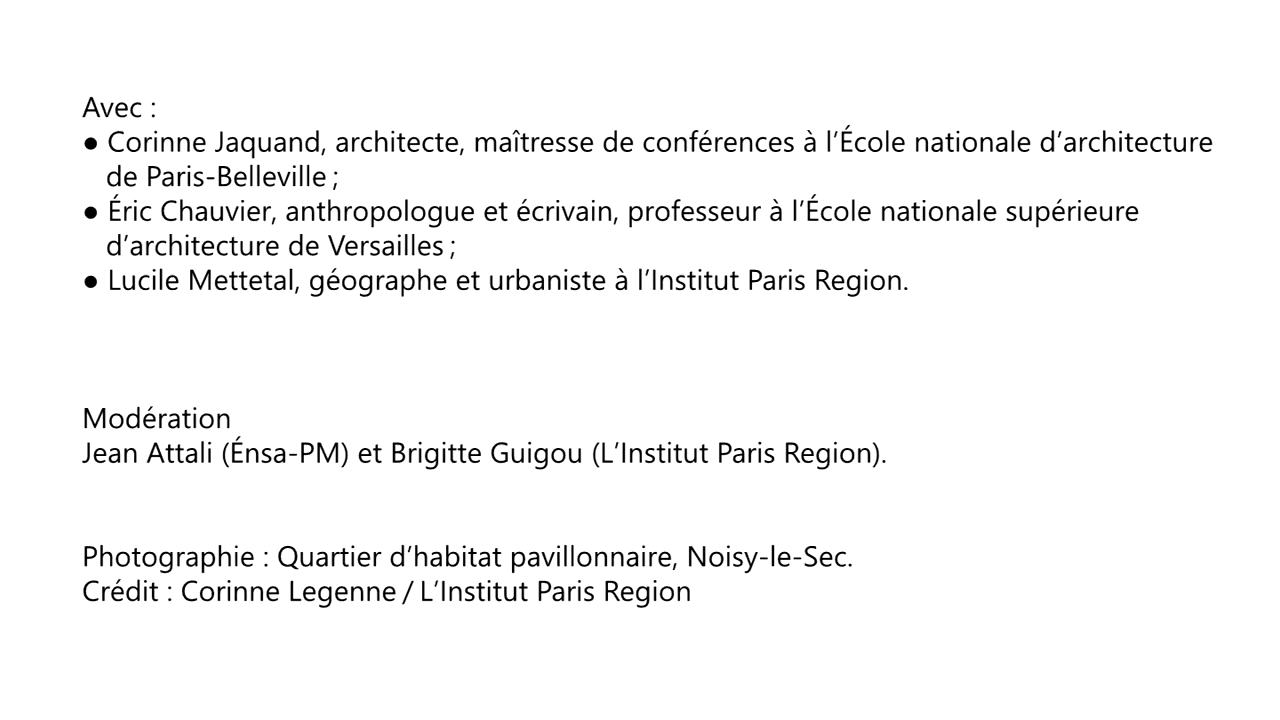 Avec :
● Corinne Jaquand, architecte, maîtresse de conférences à l’École nationale d’architecture
de Paris-Belleville ;
● Éric Chauvier, anthropologue et écrivain, professeur à l’École nationale supérieure
d’architecture de Versailles ;
● Lucile Mettetal, géographe et urbaniste à l’Institut Paris Region.
Modération
Jean Attali (Énsa-PM) et Brigitte Guigou (L’Institut Paris Region).
Photographie : Quartier d’habitat pavillonnaire, Noisy-le-Sec.
Crédit : Corinne Legenne / L’Institut Paris Region